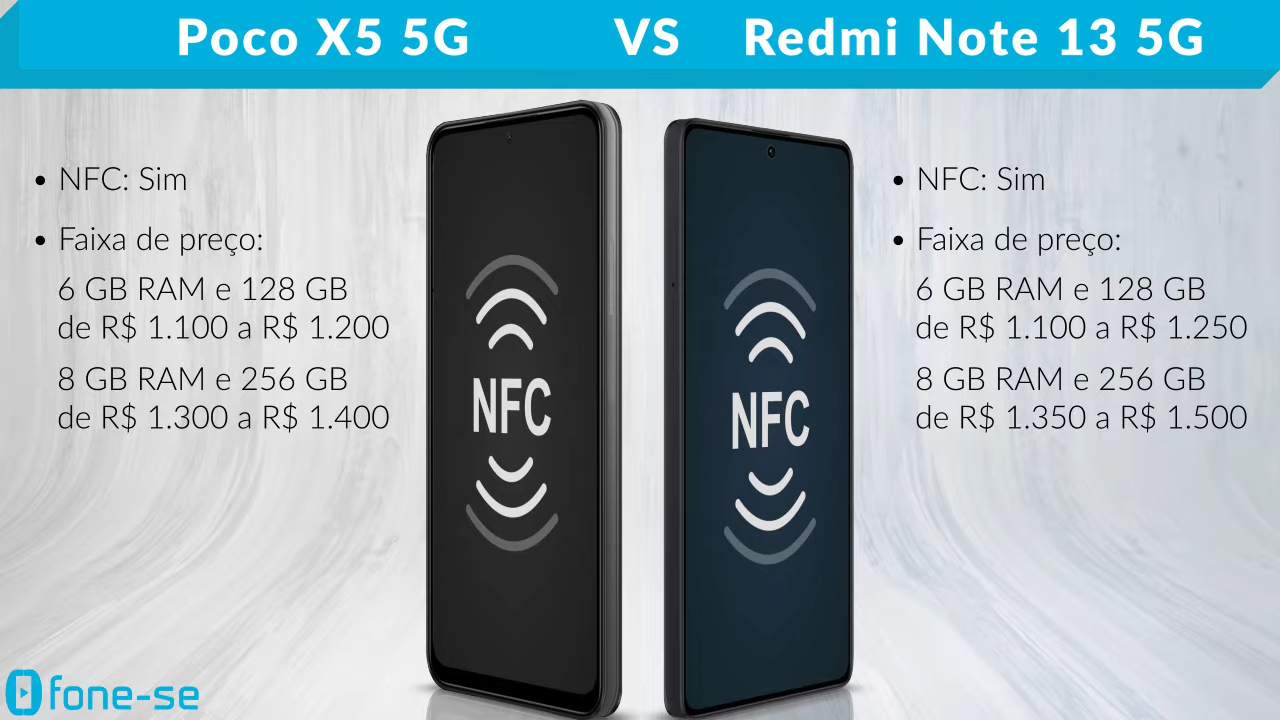 Poco X5 5G VS Redmi Note 13 5G
• NFC: Sim
• Faixa de preço:
6 GB RAM e 128 GB
de R$ 1.100 a R$ 1.200
8 GB RAM e 256 GB
de R$ 1.300 a R$ 1.400
NFC
NFC
• NFC: Sim
• Faixa de preço:
6 GB RAM e 128 GB
de R$ 1.100 a R$ 1.250
8 GB RAM e 256 GB
de R$ 1.350 a R$ 1.500
fone-se